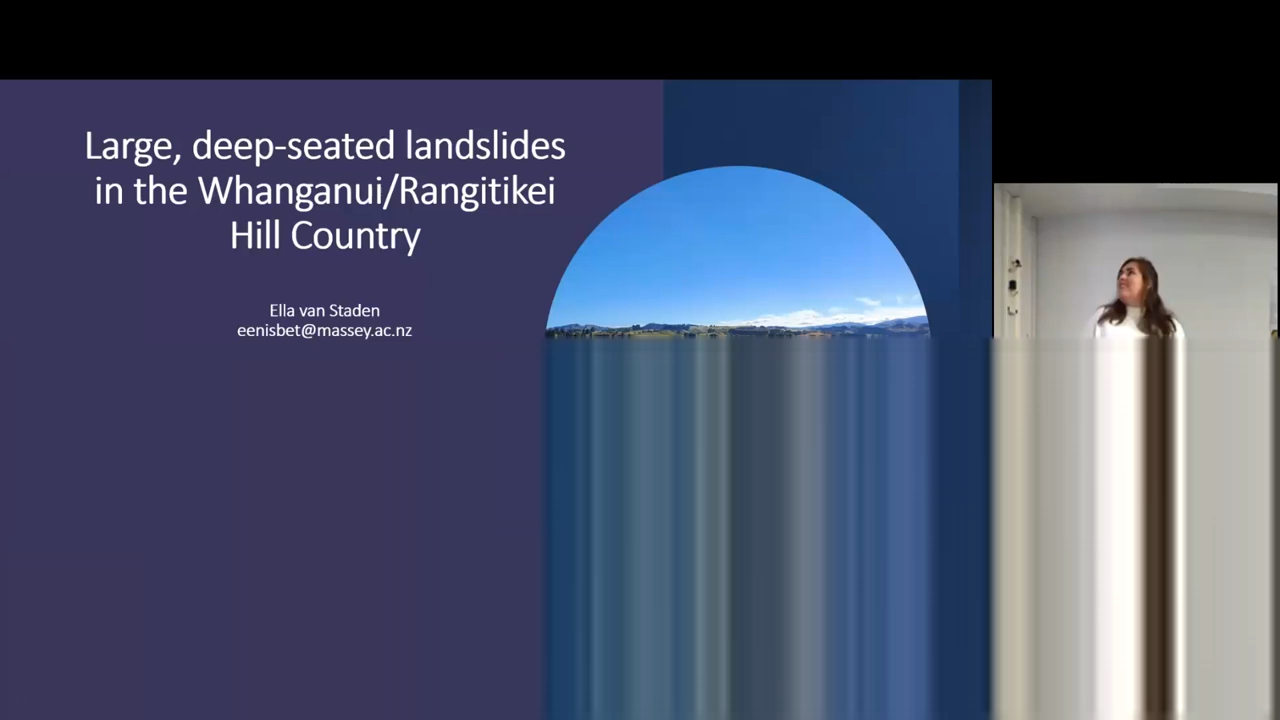 Large, deep-seated landslides
in the Whanganui/Rangitikei
Hill Country
Ella van Staden
eenisbet@massey.ac.nz